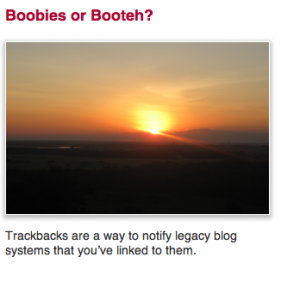 Boobies or Booteh?
Trackbacks are a way to notify legacy blog
systems that you've linked to them.